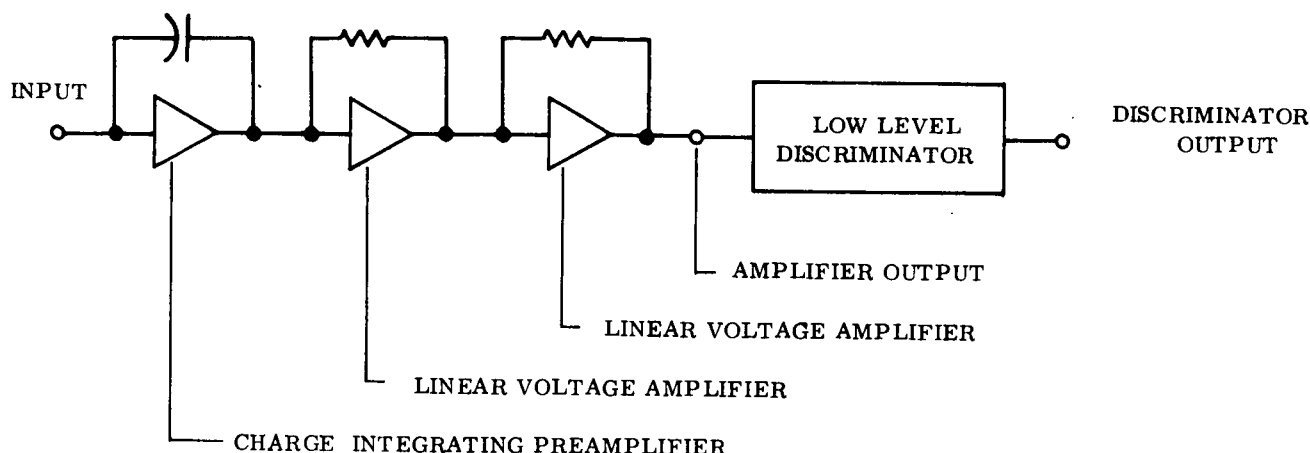 INPUT
LOW LEVEL
DISCRIMINATOR
DISCRIMINATOR
OUTPUT
AMPLIFIER OUTPUT
LINEAR VOLTAGE AMPLIFIER
LINEAR VOLTAGE AMPLIFIER
CHARGE INTEGRATING PREAMPLIFIER